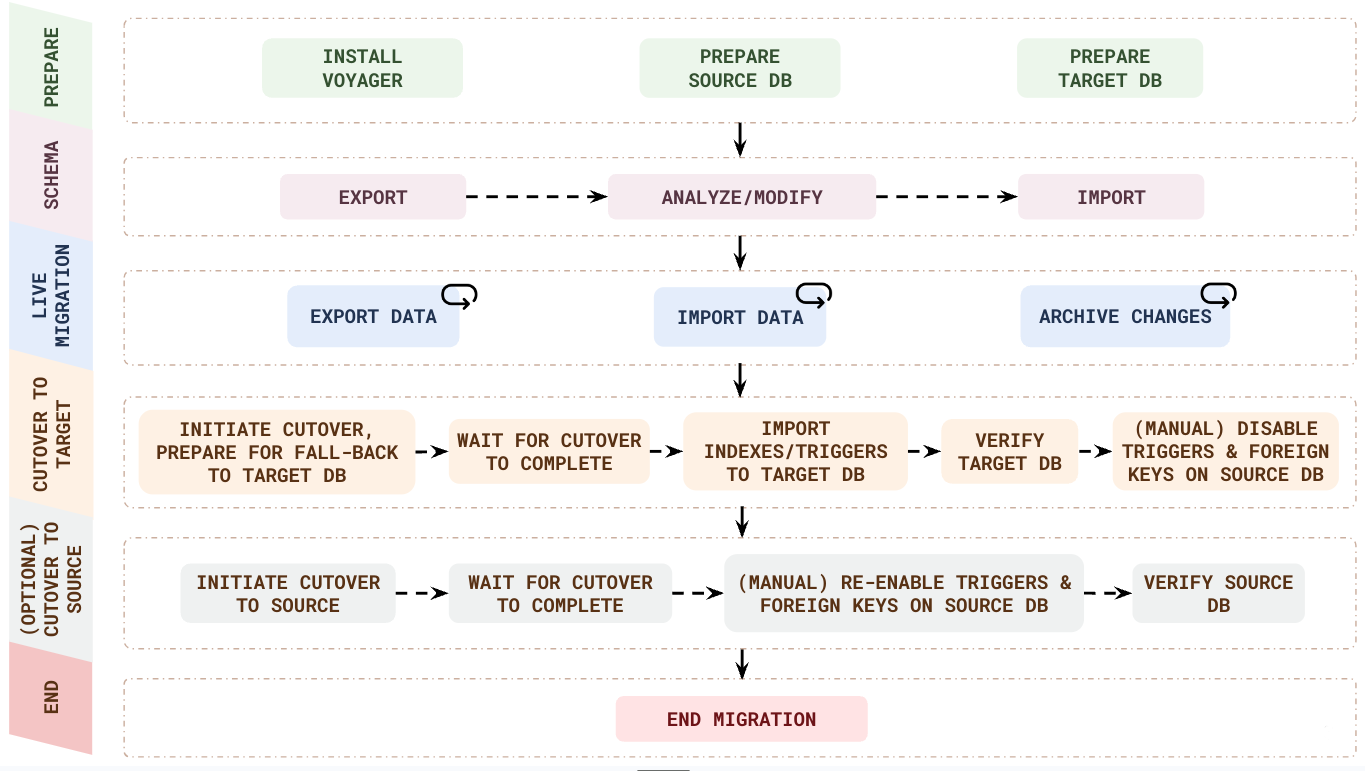 PREPARE
INSTALL
VOYAGER
PREPARE
SOURCE DB
PREPARE
TARGET DB
SCHEMA
EXPORT
ANALYZE/MODIFY
IMPORT
LIVE
MIGRATION
EXPORT DATA
IMPORT DATA
ARCHIVE CHANGES
CUTOVER TO
TARGET
INITIATE CUTOVER,
PREPARE FOR FALL-BACK
TO TARGET DB
WAIT FOR CUTOVER
TO COMPLETE
IMPORT
INDEXES/TRIGGERS
TO TARGET DB
VERIFY
TARGET DB
(MANUAL) DISABLE
TRIGGERS & FOREIGN
KEYS ON SOURCE DB
(OPTIONAL)
CUTOVER TO
SOURCE
INITIATE CUTOVER
TO SOURCE
WAIT FOR CUTOVER
TO COMPLETE
(MANUAL) RE-ENABLE TRIGGERS &
FOREIGN KEYS ON SOURCE DB
VERIFY SOURCE
DB
END
END MIGRATION